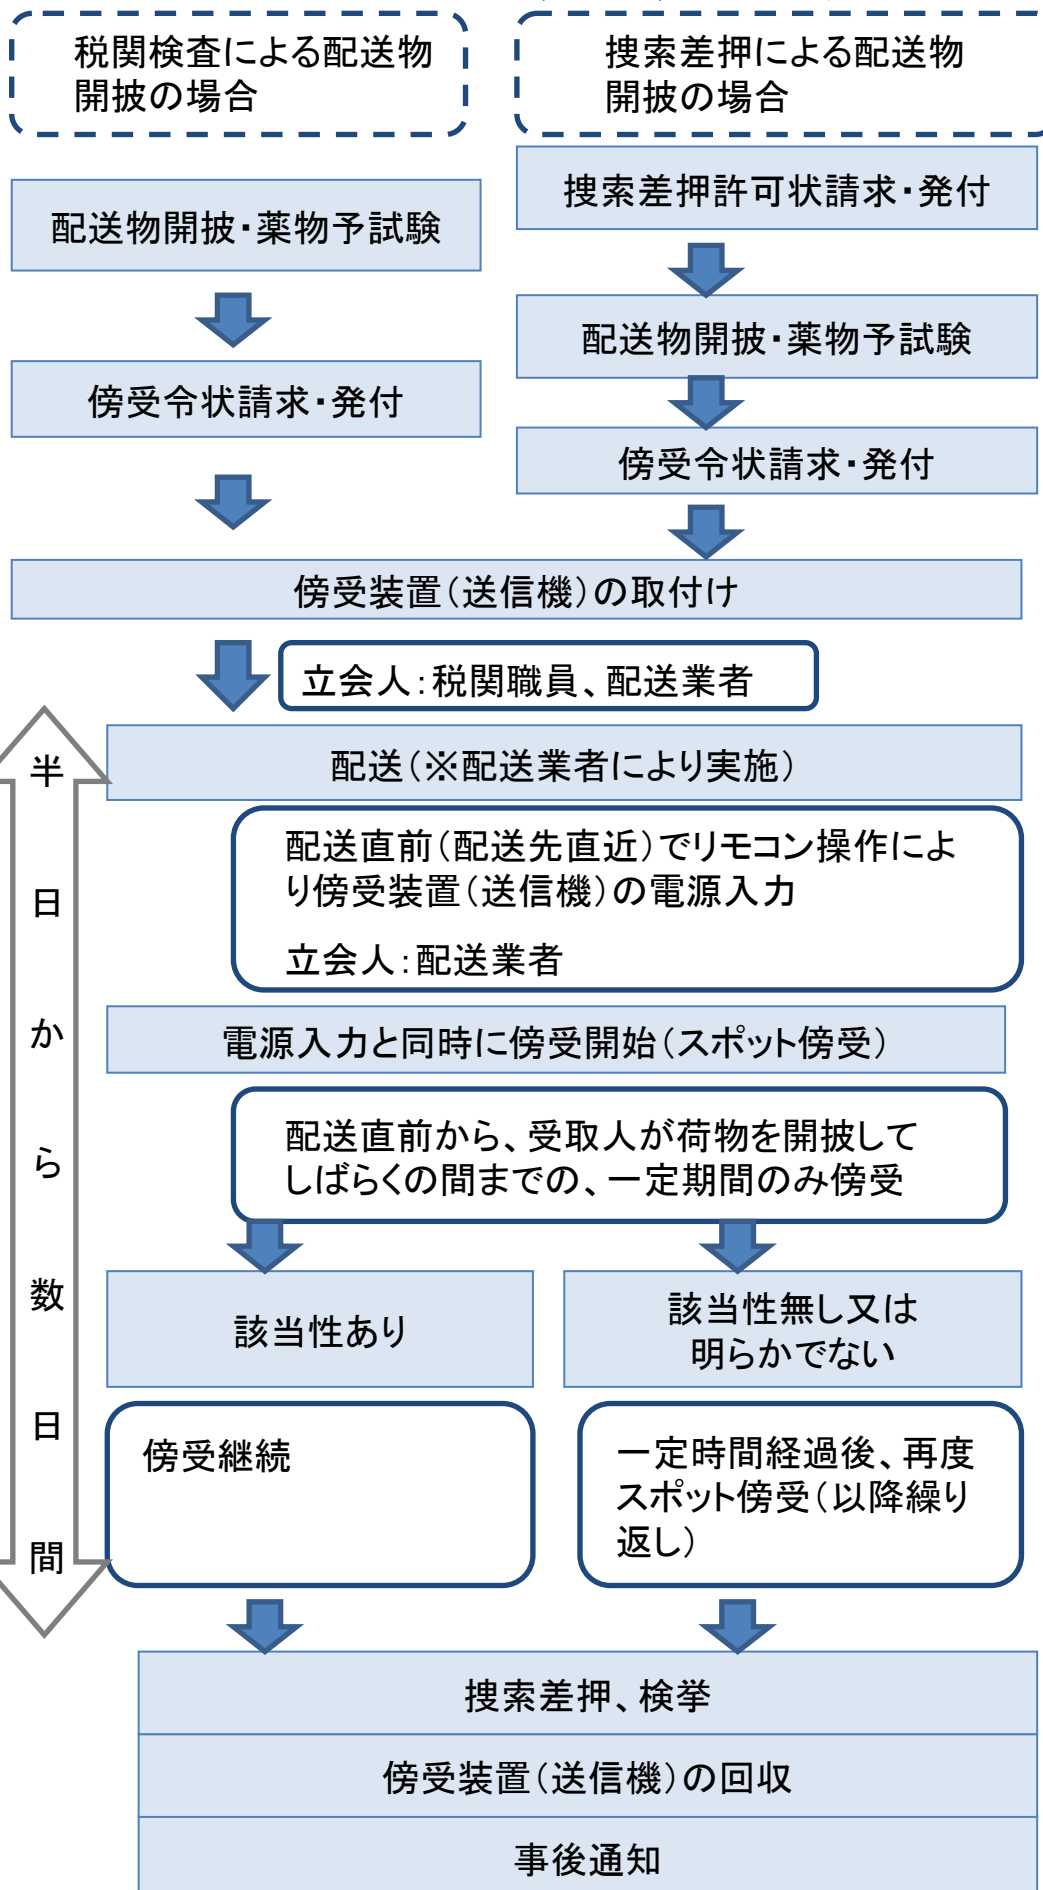 税関検査による配送物
開披の場合
捜索差押による配送物
開披の場合
配送物開披・薬物予試験
傍受令状請求・発付
捜索差押許可状請求・発付
配送物開披・薬物予試験
傍受令状請求・発付
傍受装置(送信機)の取付け
立会人:税関職員、配送業者
配送(※配送業者により実施)
配送直前(配送先直近)でリモコン操作によ
り傍受装置(送信機)の電源入力
立会人:配送業者
電源入力と同時に傍受開始(スポット傍受)
配送直前から、受取人が荷物を開披して
しばらくの間までの、一定期間のみ傍受
該当性あり
該当性無し又は
明らかでない
傍受継続
一定時間経過後、再度
スポット傍受(以降繰り
返し)
半日から数日間
捜索差押、検挙
傍受装置(送信機)の回収
事後通知